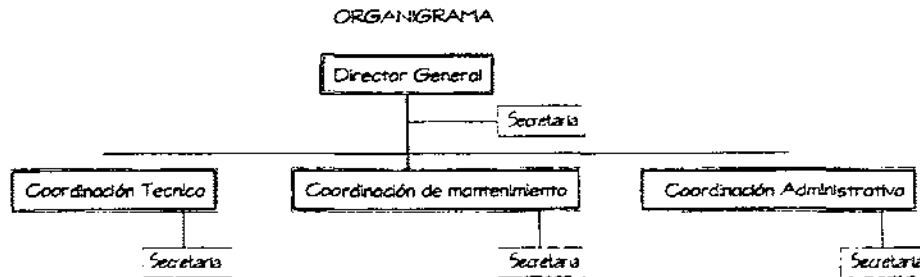 ORGANIGRAMA
Director General
Secretaria
Coordinación Tecnico
Coordinación de mantenimiento
Coordinación Administrativa
Secretaria
Secretaria
Secretaria